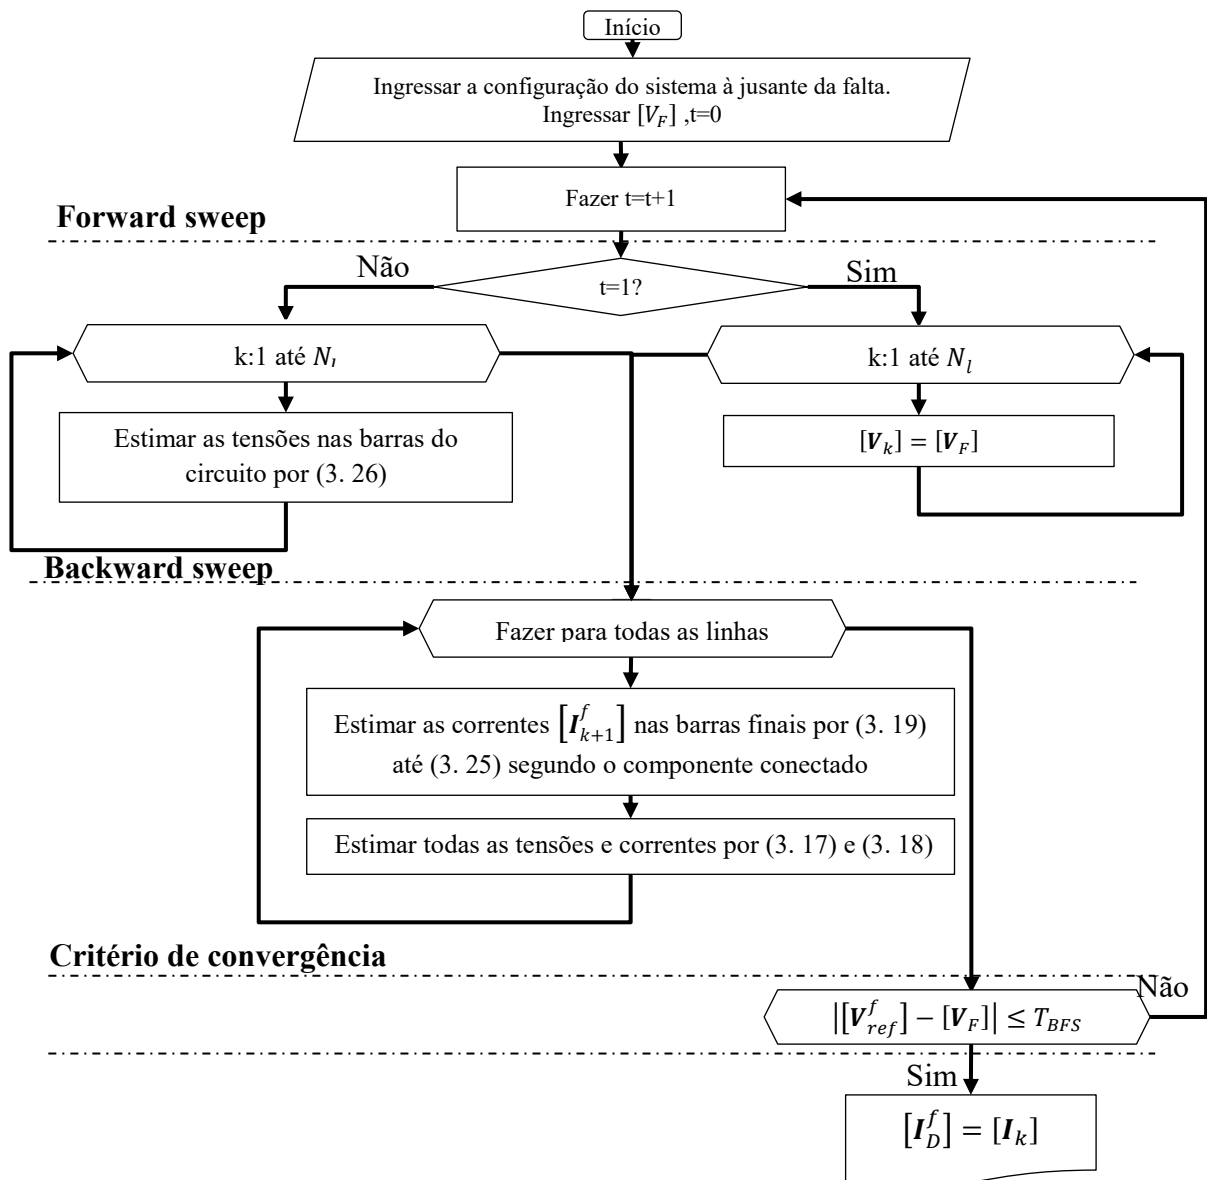 Início
Ingressar a configuração do sistema à jusante da falta.
Ingressar [V_F] ,t=0
Fazer t=t+1
Forward sweep
Não
Sim
t=1?
k:1 até N_l
k:1 até N_l
Estimar as tensões nas barras do
circuito por (3. 26)
[V_k] = [V_F]
Backward sweep
Fazer para todas as linhas
Estimar as correntes [I^f_{k+1}] nas barras finais por (3. 19)
até (3. 25) segundo o componente conectado
Estimar todas as tensões e correntes por (3. 17) e (3. 18)
Critério de convergência
Não
|[V^f_{ref}] − [V_F]| ≤ T_{BFS}
Sim
[I^f_D] = [I_k]